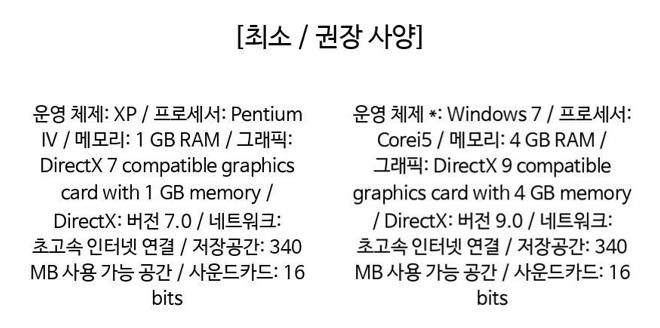 [최소 / 권장 사양]
운영 체제: XP / 프로세서: Pentium
IV / 메모리: 1 GB RAM / 그래픽:
DirectX 7 compatible graphics
card with 1 GB memory /
DirectX: 버전 7.0 / 네트워크:
초고속 인터넷 연결 / 저장공간: 340
MB 사용 가능 공간 / 사운드카드: 16
bits
운영 체제 *: Windows 7 / 프로세서:
Corei5 / 메모리: 4 GB RAM /
그래픽: DirectX 9 compatible
graphics card with 4 GB memory
/ DirectX: 버전 9.0 / 네트워크:
초고속 인터넷 연결 / 저장공간: 340
MB 사용 가능 공간 / 사운드카드: 16
bits